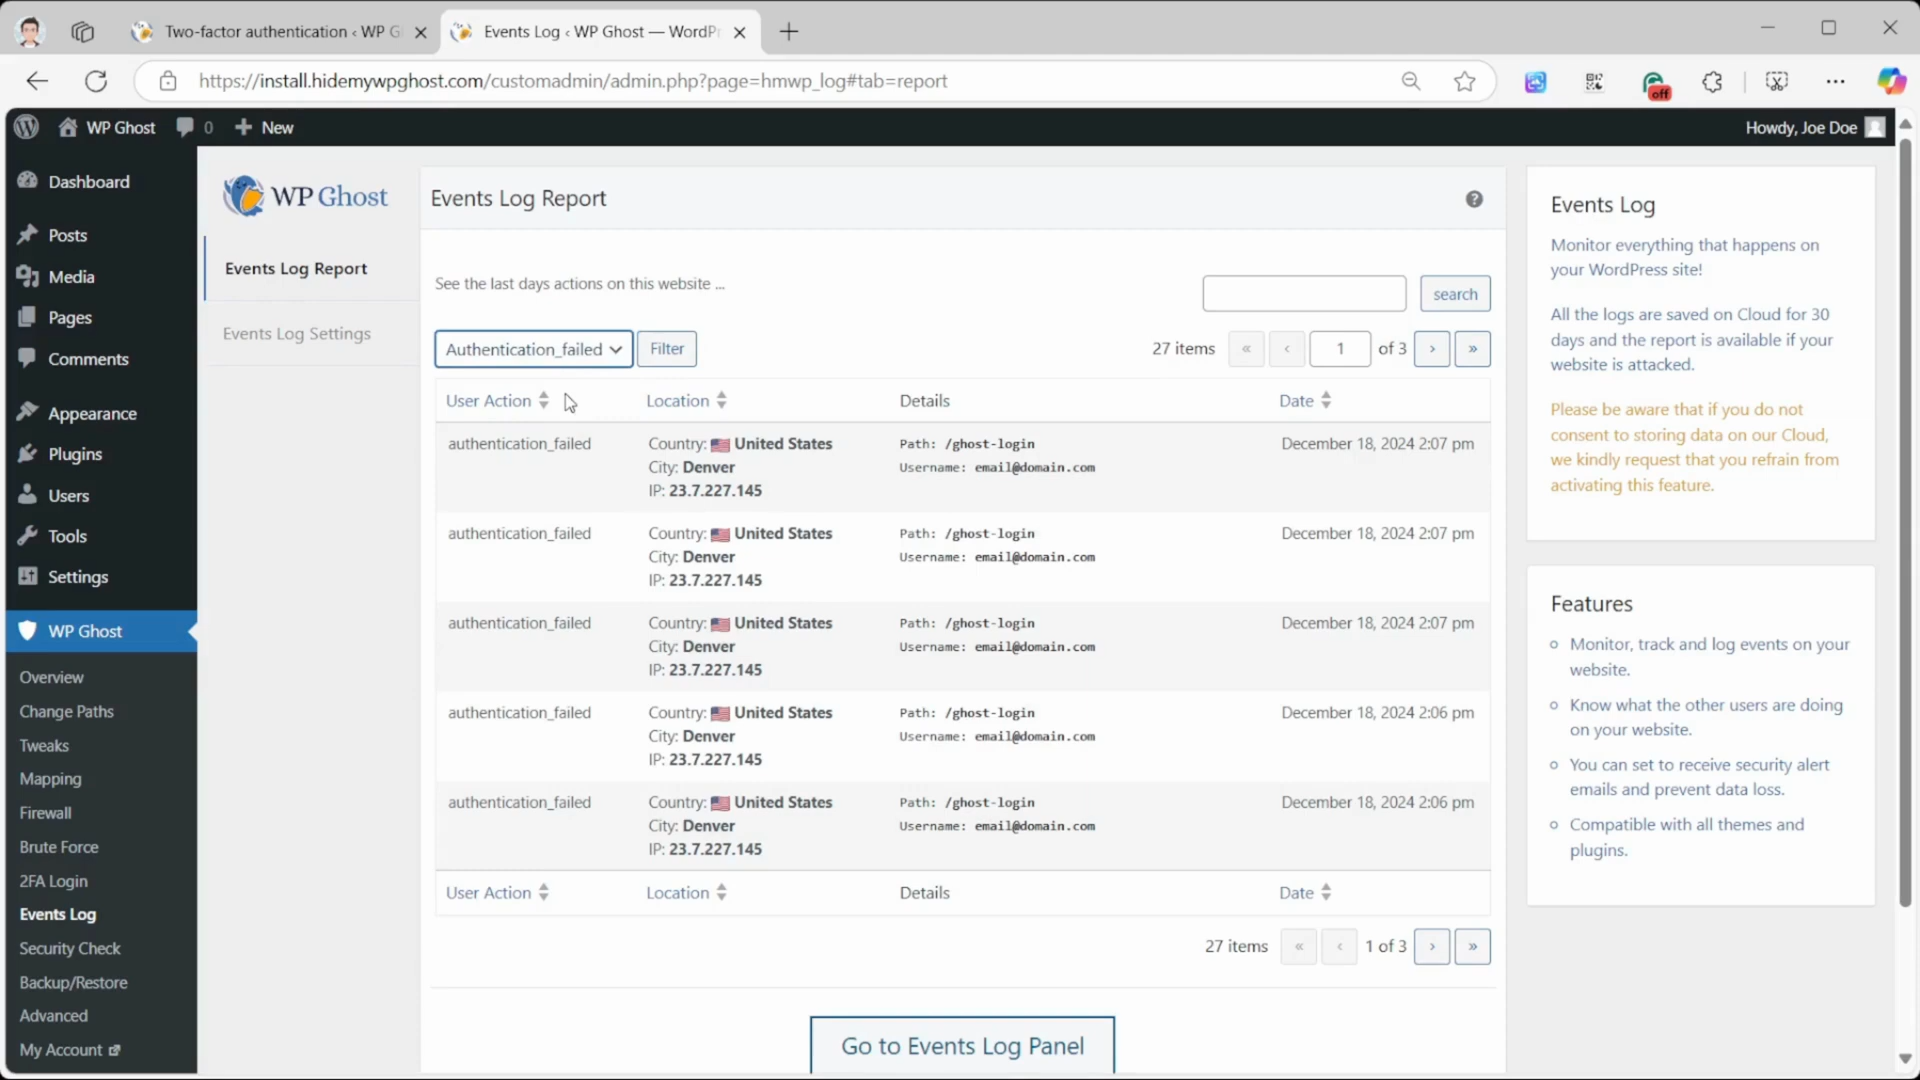 Two-factor authentication ‹ WP G
Events Log ‹ WP Ghost — WordPr
https://install.hidemywpghost.com/customadmin/admin.php?page=hmwp_log#tab=report
off
WP Ghost
0
New
Howdy, Joe Doe
Dashboard
Posts
Media
Pages
Comments
Appearance
Plugins
Users
Tools
Settings
WP Ghost
Overview
Change Paths
Tweaks
Mapping
Firewall
Brute Force
2FA Login
Events Log
Security Check
Backup/Restore
Advanced
My Account
WP Ghost
Events Log Report
Events Log Settings
Events Log Report
?
See the last days actions on this website ...
search
Authentication_failed
Filter
27 items « ‹ 1 of 3 › »
User Action Location Details Date
authentication_failed Country: United States Path: /ghost-login December 18, 2024 2:07 pm
City: Denver Username: email@domain.com
IP: 23.7.227.145
authentication_failed Country: United States Path: /ghost-login December 18, 2024 2:07 pm
City: Denver Username: email@domain.com
IP: 23.7.227.145
authentication_failed Country: United States Path: /ghost-login December 18, 2024 2:07 pm
City: Denver Username: email@domain.com
IP: 23.7.227.145
authentication_failed Country: United States Path: /ghost-login December 18, 2024 2:06 pm
City: Denver Username: email@domain.com
IP: 23.7.227.145
authentication_failed Country: United States Path: /ghost-login December 18, 2024 2:06 pm
City: Denver Username: email@domain.com
IP: 23.7.227.145
User Action Location Details Date
27 items « ‹ 1 of 3 › »
Go to Events Log Panel
Events Log
Monitor everything that happens on
your WordPress site!
All the logs are saved on Cloud for 30
days and the report is available if your
website is attacked.
Please be aware that if you do not
consent to storing data on our Cloud,
we kindly request that you refrain from
activating this feature.
Features
Monitor, track and log events on your
website.
Know what the other users are doing
on your website.
You can set to receive security alert
emails and prevent data loss.
Compatible with all themes and
plugins.